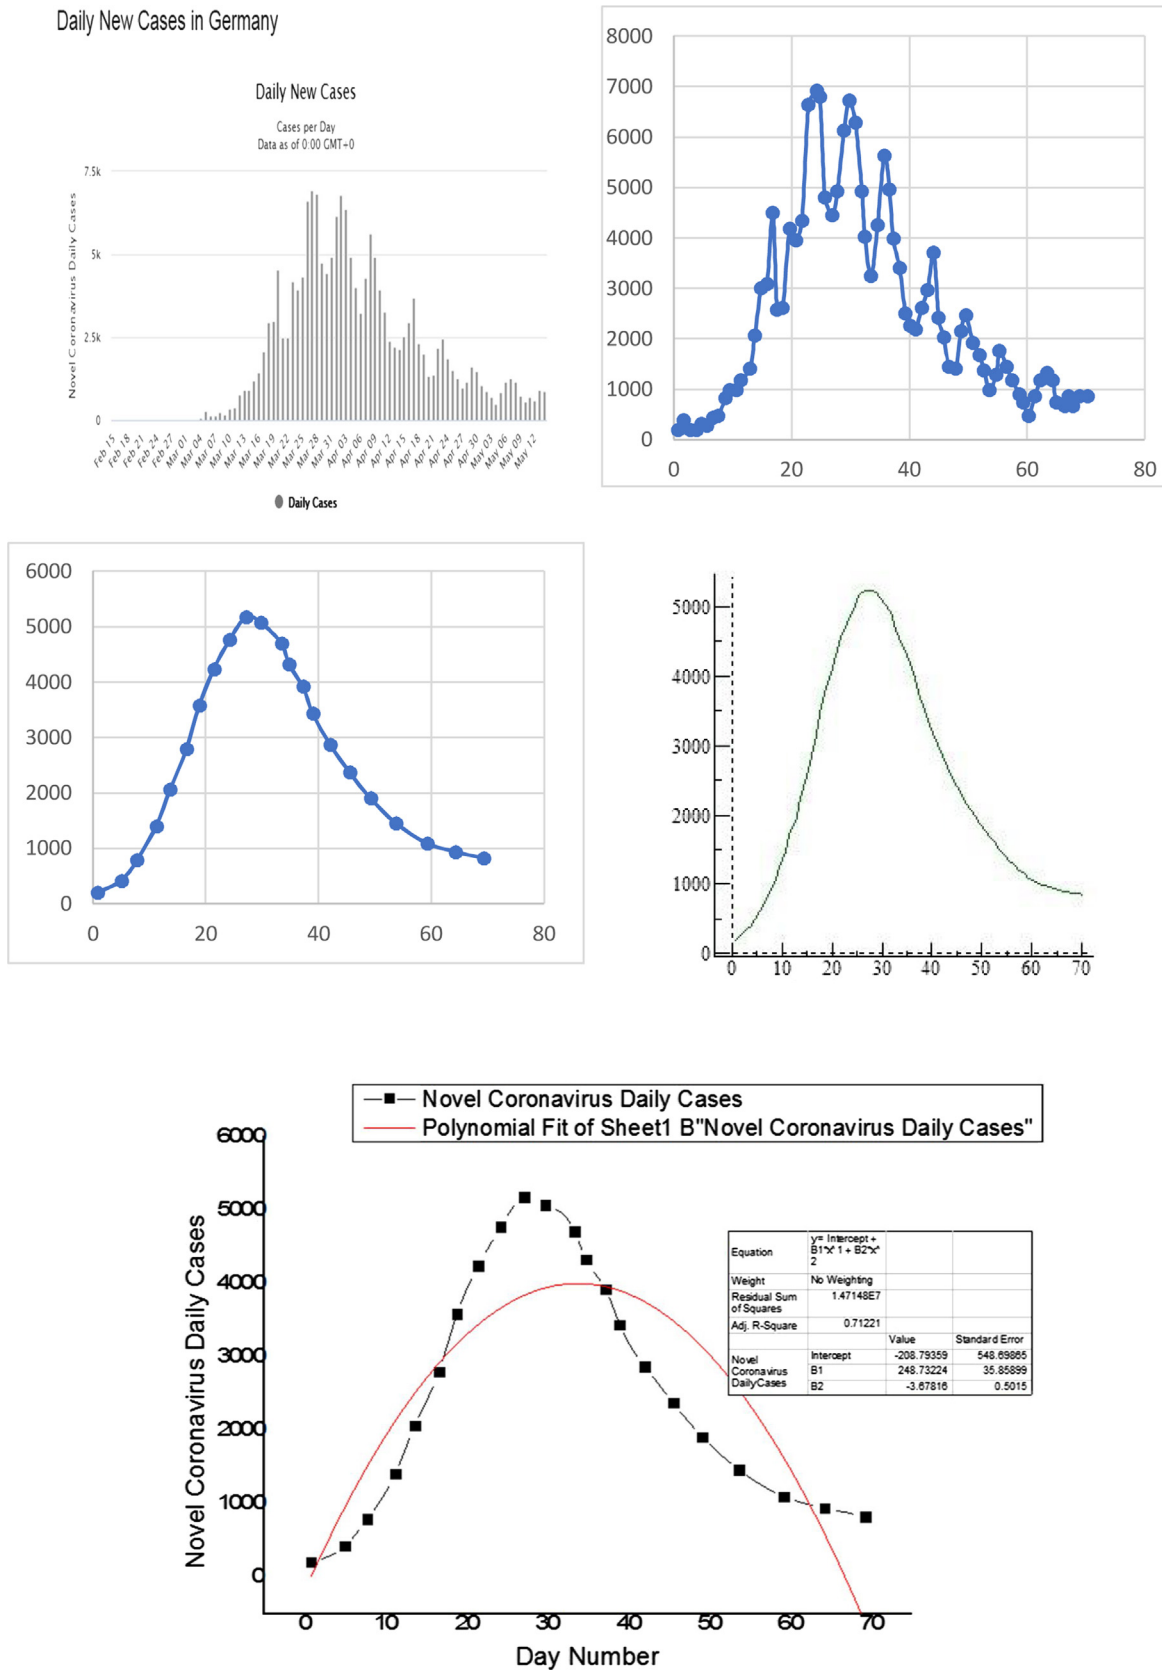 Daily New Cases in Germany
Daily New Cases
Cases per Day
Data as of 0:00 GMT+0
Novel Coronavirus Daily Cases
7.5k
5k
2.5k
0
Feb 15
Feb 18
Feb 21
Feb 24
Feb 27
Mar 01
Mar 04
Mar 07
Mar 10
Mar 13
Mar 16
Mar 19
Mar 22
Mar 25
Mar 28
Mar 31
Apr 03
Apr 06
Apr 09
Apr 12
Apr 15
Apr 18
Apr 21
Apr 24
Apr 27
Apr 30
May 03
May 06
May 09
May 12
Daily Cases
8000
7000
6000
5000
4000
3000
2000
1000
0
0 20 40 60 80
6000
5000
4000
3000
2000
1000
0
0 20 40 60 80
5000
4000
3000
2000
1000
0
0 10 20 30 40 50 60 70
Novel Coronavirus Daily Cases
Polynomial Fit of Sheet1 B"Novel Coronavirus Daily Cases"
Novel Coronavirus Daily Cases
6000
5000
4000
3000
2000
1000
0
0 10 20 30 40 50 60 70
Day Number
Equation
y= Intercept +
B1*x^1 + B2*x^
2
Weight No Weighting
Residual Sum
of Squares
1.47148E7
Adj. R-Square 0.71221
Value Standard Error
Novel
Coronavirus
DailyCases
Intercept -208.79359 548.69865
B1 248.73224 35.85899
B2 -3.67816 0.5015